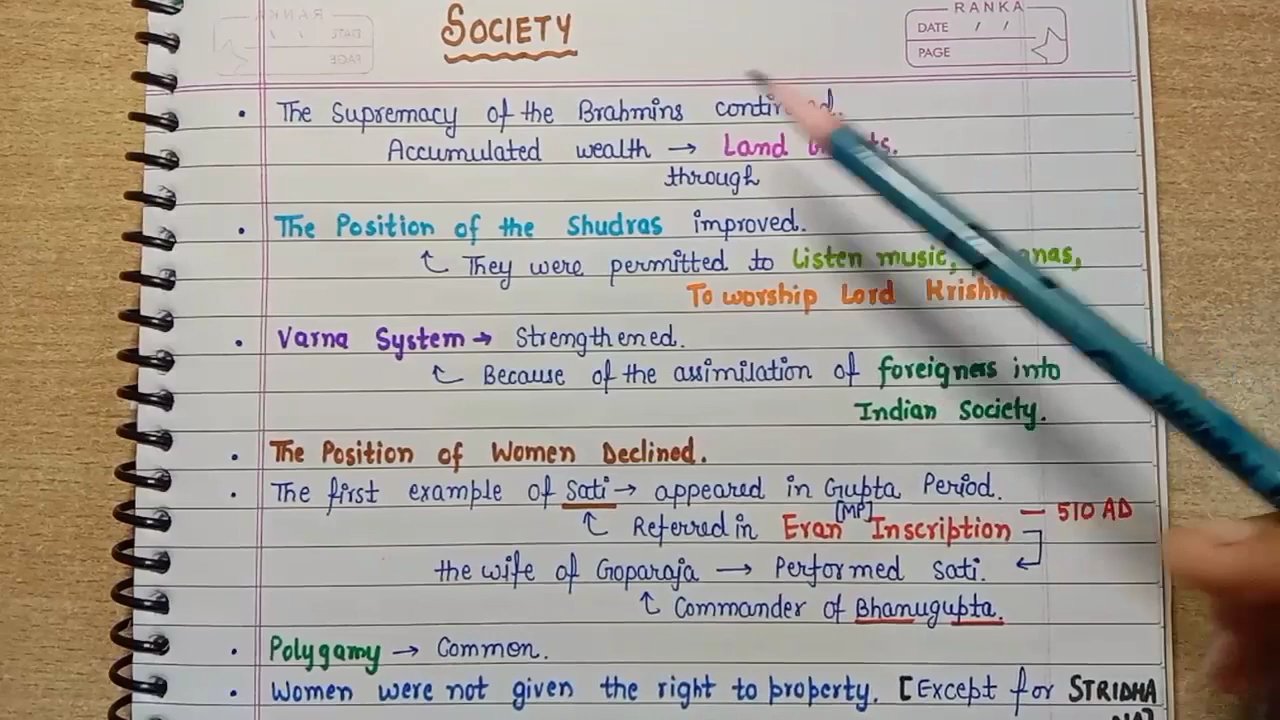 SOCIETY
RANKA
DATE / /
PAGE
• The Supremacy of the Brahmins
Accumulated wealth → Land
through
• The Position of the Shudras improved.
They were permitted to Listen music,
To worship Lord
• Varna System → Strengthened.
Because of the assimilation of foreigners into
Indian Society.
• The Position of Women Declined.
• The first example of Sati → appeared in Gupta Period.
[MP]
Referred in Eran Inscription — 510 AD
the wife of Goparaja → Performed Sati.
Commander of Bhanugupta.
• Polygamy → Common.
• Women were not given the right to property. [Except for STRIDHA